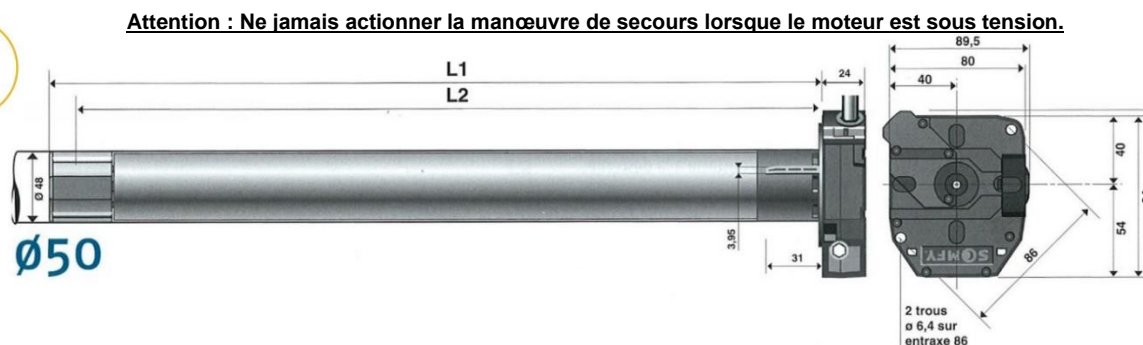 Attention : Ne jamais actionner la manœuvre de secours lorsque le moteur est sous tension.
89,5
80
40
L1
24
L2
Ø 48
40
3,95
54
31
86
SOMFY.
Ø50
2 trous
ø 6,4 sur
entraxe 86